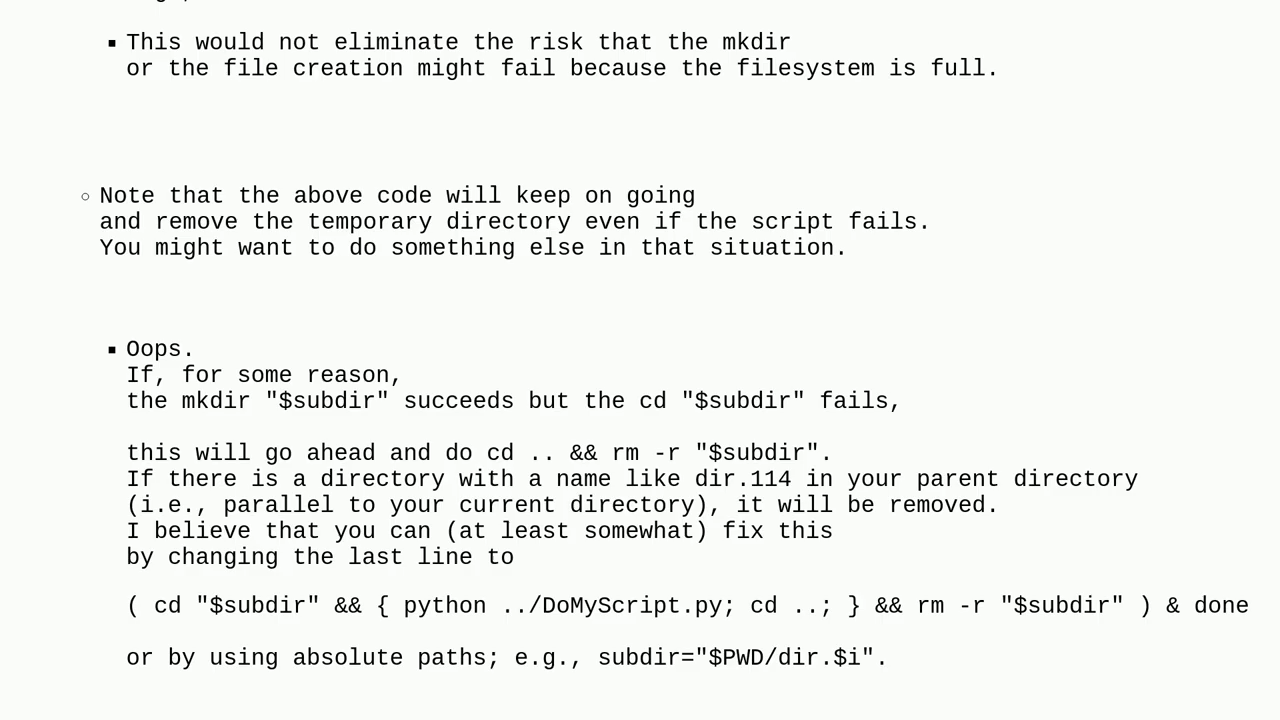 This would not eliminate the risk that the mkdir
or the file creation might fail because the filesystem is full.
Note that the above code will keep on going
and remove the temporary directory even if the script fails.
You might want to do something else in that situation.
Oops.
If, for some reason,
the mkdir "$subdir" succeeds but the cd "$subdir" fails,
this will go ahead and do cd .. && rm -r "$subdir".
If there is a directory with a name like dir.114 in your parent directory
(i.e., parallel to your current directory), it will be removed.
I believe that you can (at least somewhat) fix this
by changing the last line to
( cd "$subdir" && { python ../DoMyScript.py; cd ..; } && rm -r "$subdir" ) & done
or by using absolute paths; e.g., subdir="$PWD/dir.$i".